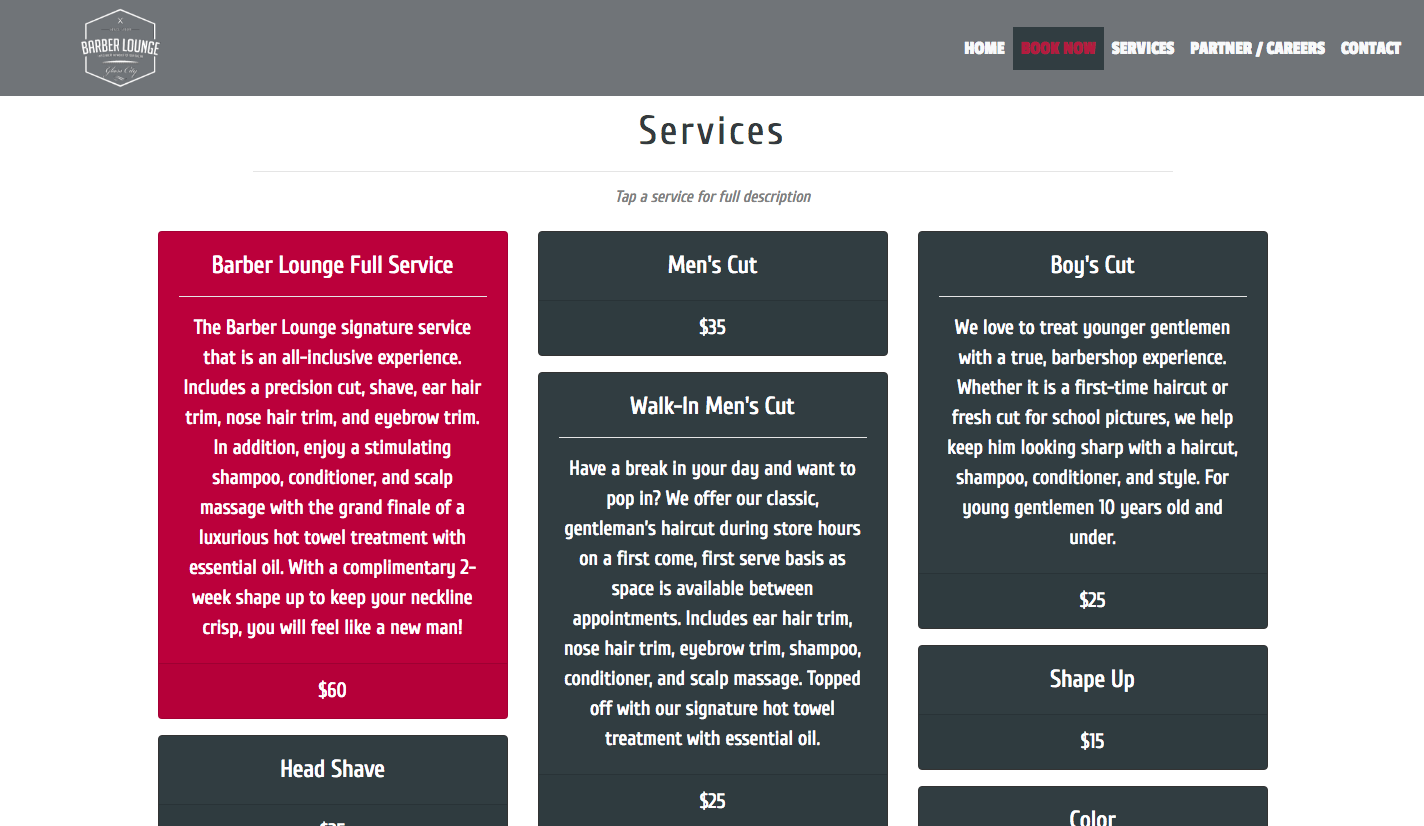 X
BARBER LOUNGE
Glass City
HOME
BOOK NOW
SERVICES
PARTNER / CAREERS
CONTACT
Services
Tap a service for full description
Barber Lounge Full Service
The Barber Lounge signature service
that is an all-inclusive experience.
Includes a precision cut, shave, ear hair
trim, nose hair trim, and eyebrow trim.
In addition, enjoy a stimulating
shampoo, conditioner, and scalp
massage with the grand finale of a
luxurious hot towel treatment with
essential oil. With a complimentary 2-
week shape up to keep your neckline
crisp, you will feel like a new man!
$60
Head Shave
Men's Cut
$35
Walk-In Men's Cut
Have a break in your day and want to
pop in? We offer our classic,
gentleman's haircut during store hours
on a first come, first serve basis as
space is available between
appointments. Includes ear hair trim,
nose hair trim, eyebrow trim, shampoo,
conditioner, and scalp massage. Topped
off with our signature hot towel
treatment with essential oil.
$25
Boy's Cut
We love to treat younger gentlemen
with a true, barbershop experience.
Whether it is a first-time haircut or
fresh cut for school pictures, we help
keep him looking sharp with a haircut,
shampoo, conditioner, and style. For
young gentlemen 10 years old and
under.
$25
Shape Up
$15
Color